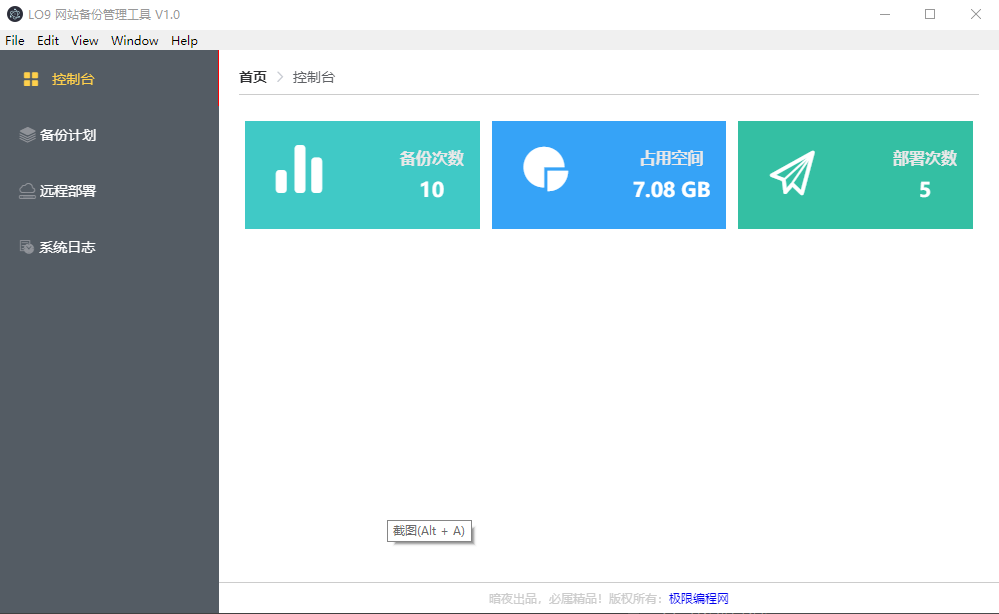 LO9 网站备份管理工具 V1.0
File Edit View Window Help
控制台
备份计划
远程部署
系统日志
首页 > 控制台
备份次数
10
占用空间
7.08 GB
部署次数
5
截图(Alt + A)
暗夜出品，必属精品！版权所有：极限编程网